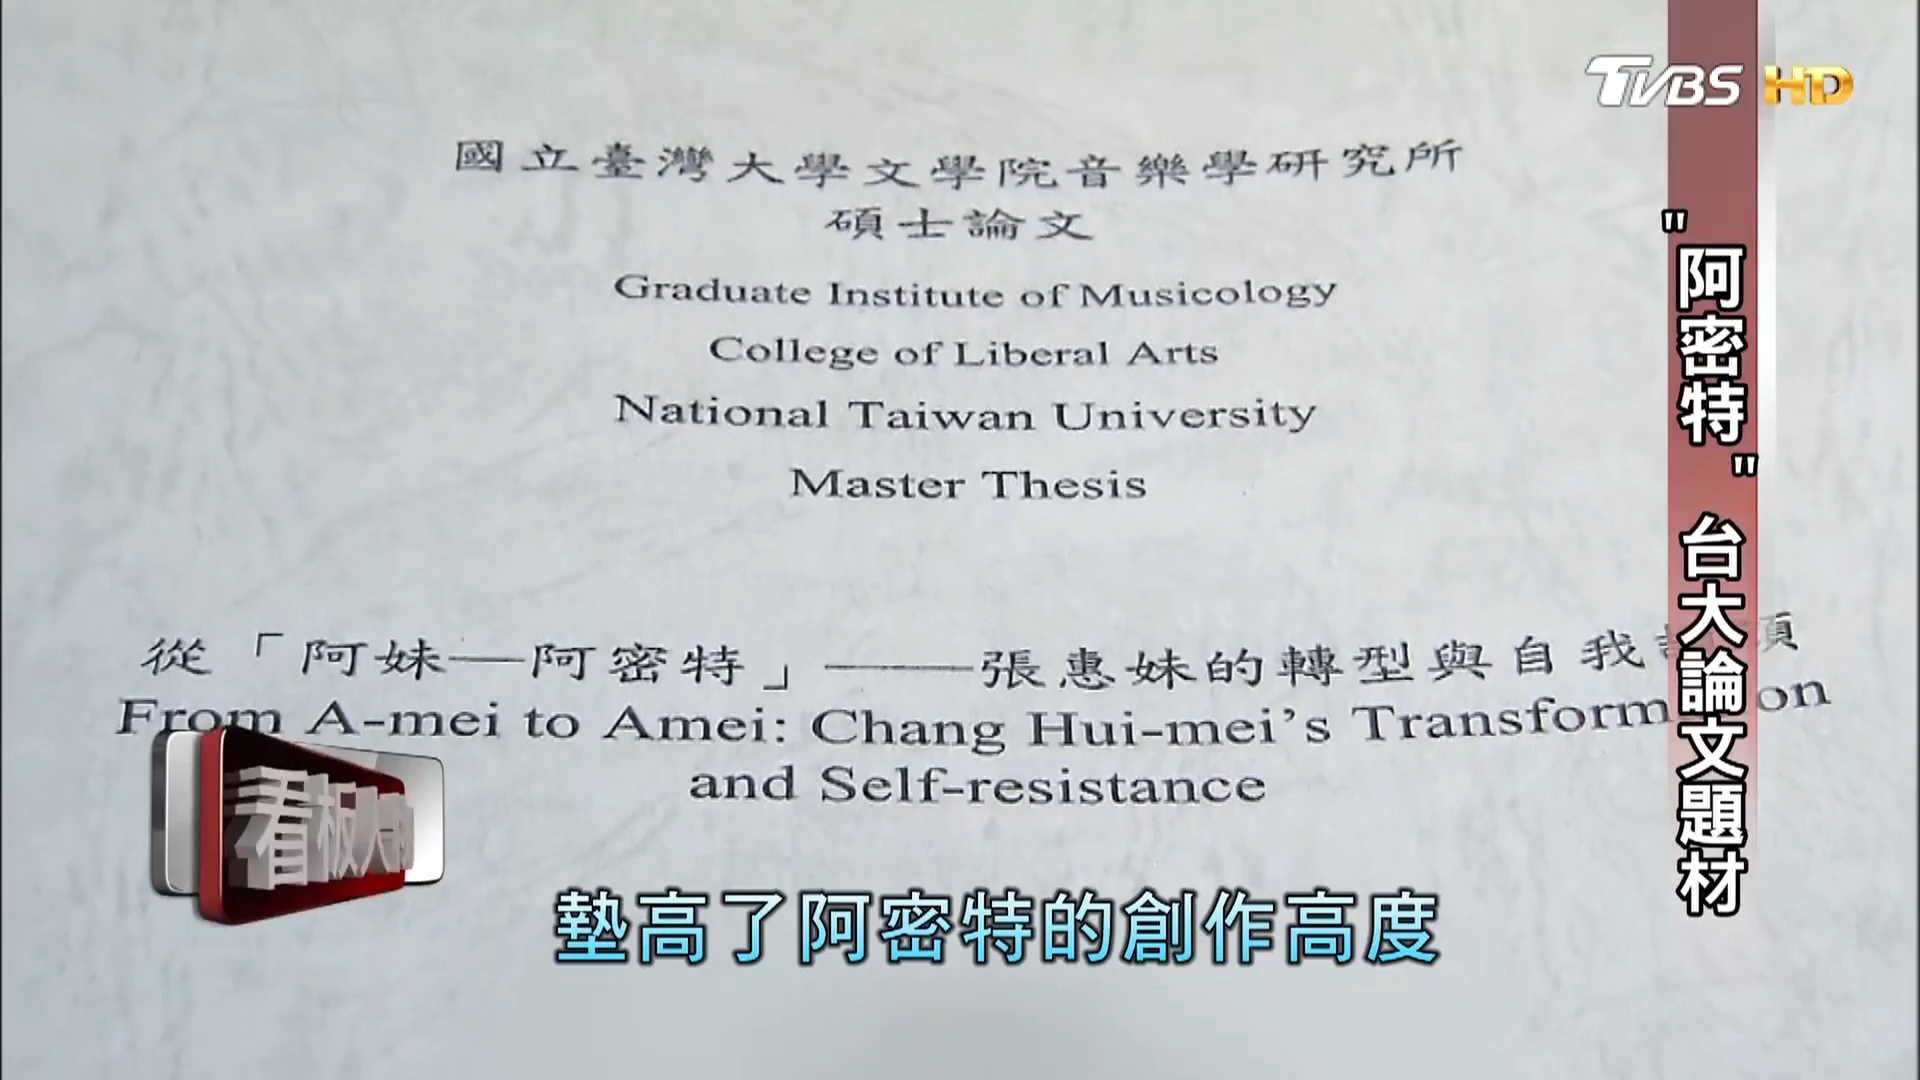 TVBS HD
國立臺灣大學文學院音樂學研究所
碩士論文
Graduate Institute of Musicology
College of Liberal Arts
National Taiwan University
Master Thesis
從「阿妹—阿密特」——張惠妹的轉型與自我
From A-mei to Amei: Chang Hui-mei's
and Self-resistance
"阿密特" 台大論文題材
看板人物
墊高了阿密特的創作高度